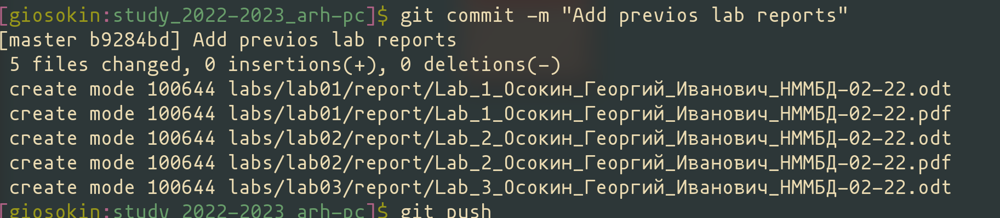 [giosokin:study_2022-2023_arh-pc]$ git commit -m "Add previos lab reports"
[master b9284bd] Add previos lab reports
 5 files changed, 0 insertions(+), 0 deletions(-)
 create mode 100644 labs/lab01/report/Lab_1_Осокин_Георгий_Иванович_НММБД-02-22.odt
 create mode 100644 labs/lab01/report/Lab_1_Осокин_Георгий_Иванович_НММБД-02-22.pdf
 create mode 100644 labs/lab02/report/Lab_2_Осокин_Георгий_Иванович_НММБД-02-22.odt
 create mode 100644 labs/lab02/report/Lab_2_Осокин_Георгий_Иванович_НММБД-02-22.pdf
 create mode 100644 labs/lab03/report/Lab_3_Осокин_Георгий_Иванович_НММБД-02-22.odt
[giosokin:study_2022-2023_arh-pc]$ git push